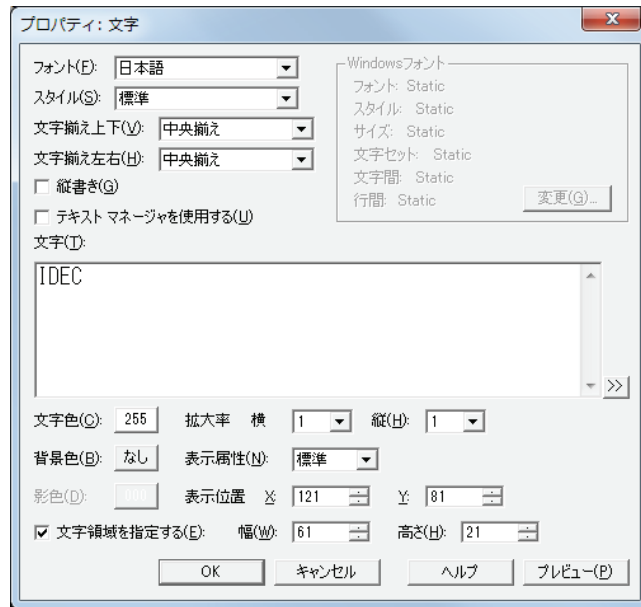 プロパティ: 文字
フォント(F): 日本語
スタイル(S): 標準
文字揃え上下(V): 中央揃え
文字揃え左右(H): 中央揃え
縦書き(G)
テキスト マネージャを使用する(U)
Windowsフォント
フォント: Static
スタイル: Static
サイズ: Static
文字セット: Static
文字間: Static
行間: Static
変更(G)...
文字(T):
IDEC
>>
文字色(C): 255 拡大率 横 1 縦(H): 1
背景色(B): なし 表示属性(N): 標準
影色(D): 000 表示位置 X: 121 Y: 81
文字領域を指定する(E): 幅(W): 61 高さ(H): 21
OK キャンセル ヘルプ プレビュー(P)